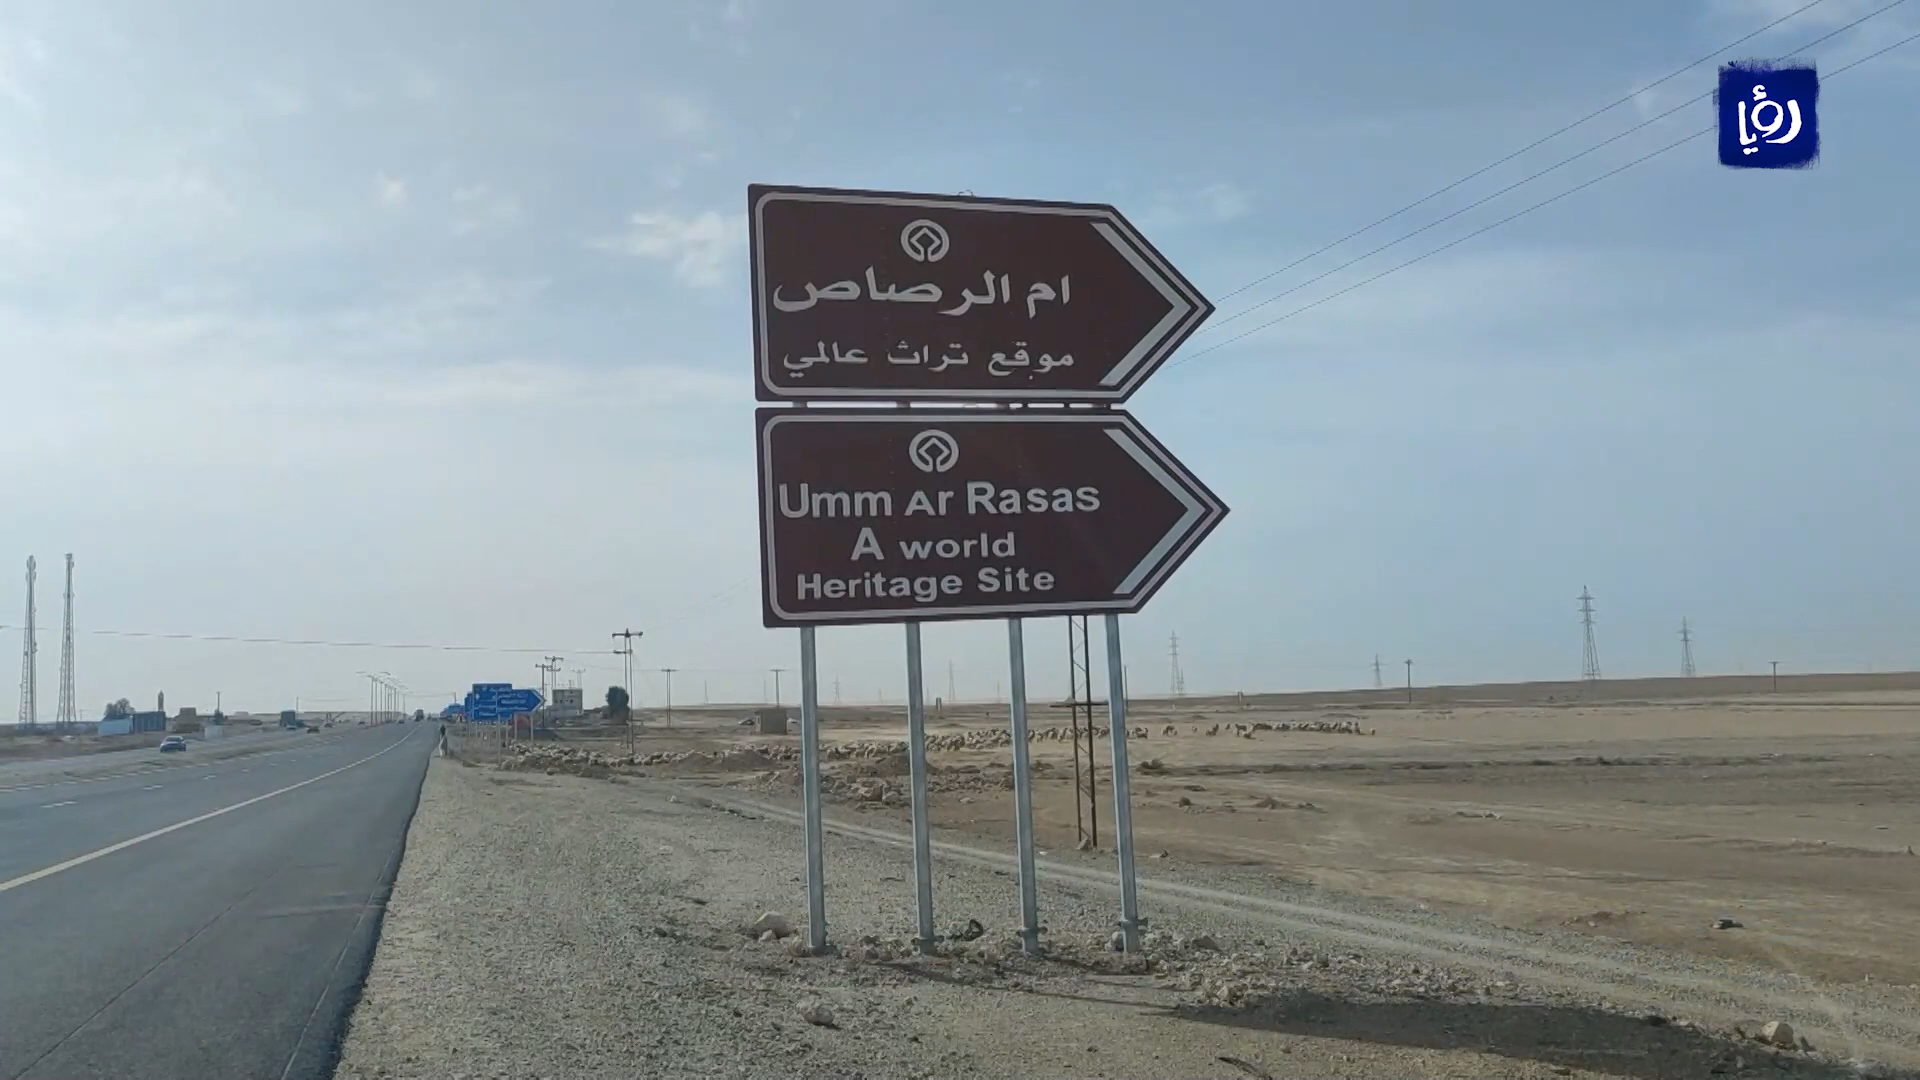 رؤيا
ام الرصاص
موقع تراث عالمي
Umm Ar Rasas
A world
Heritage Site